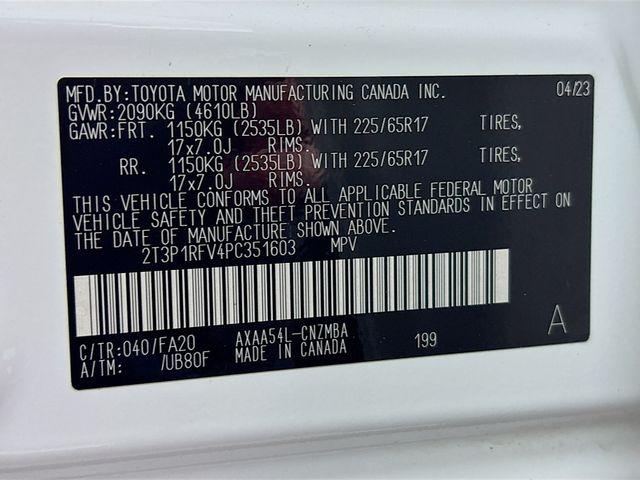 MFD.BY:TOYOTA MOTOR MANUFACTURING CANADA INC. 04/23
GVWR:2090KG (4610LB)
GAWR:FRT. 1150KG (2535LB) WITH 225/65R17 TIRES,
17x7.0J RIMS.
RR. 1150KG (2535LB) WITH 225/65R17 TIRES,
17x7.0J RIMS.
THIS VEHICLE CONFORMS TO ALL APPLICABLE FEDERAL MOTOR
VEHICLE SAFETY AND THEFT PREVENTION STANDARDS IN EFFECT ON
THE DATE OF MANUFACTURE SHOWN ABOVE.
2T3P1RFV4PC351603 MPV
C/TR:040/FA20 AXAA54L-CNZMBA 199 A
A/TM: /UB80F MADE IN CANADA